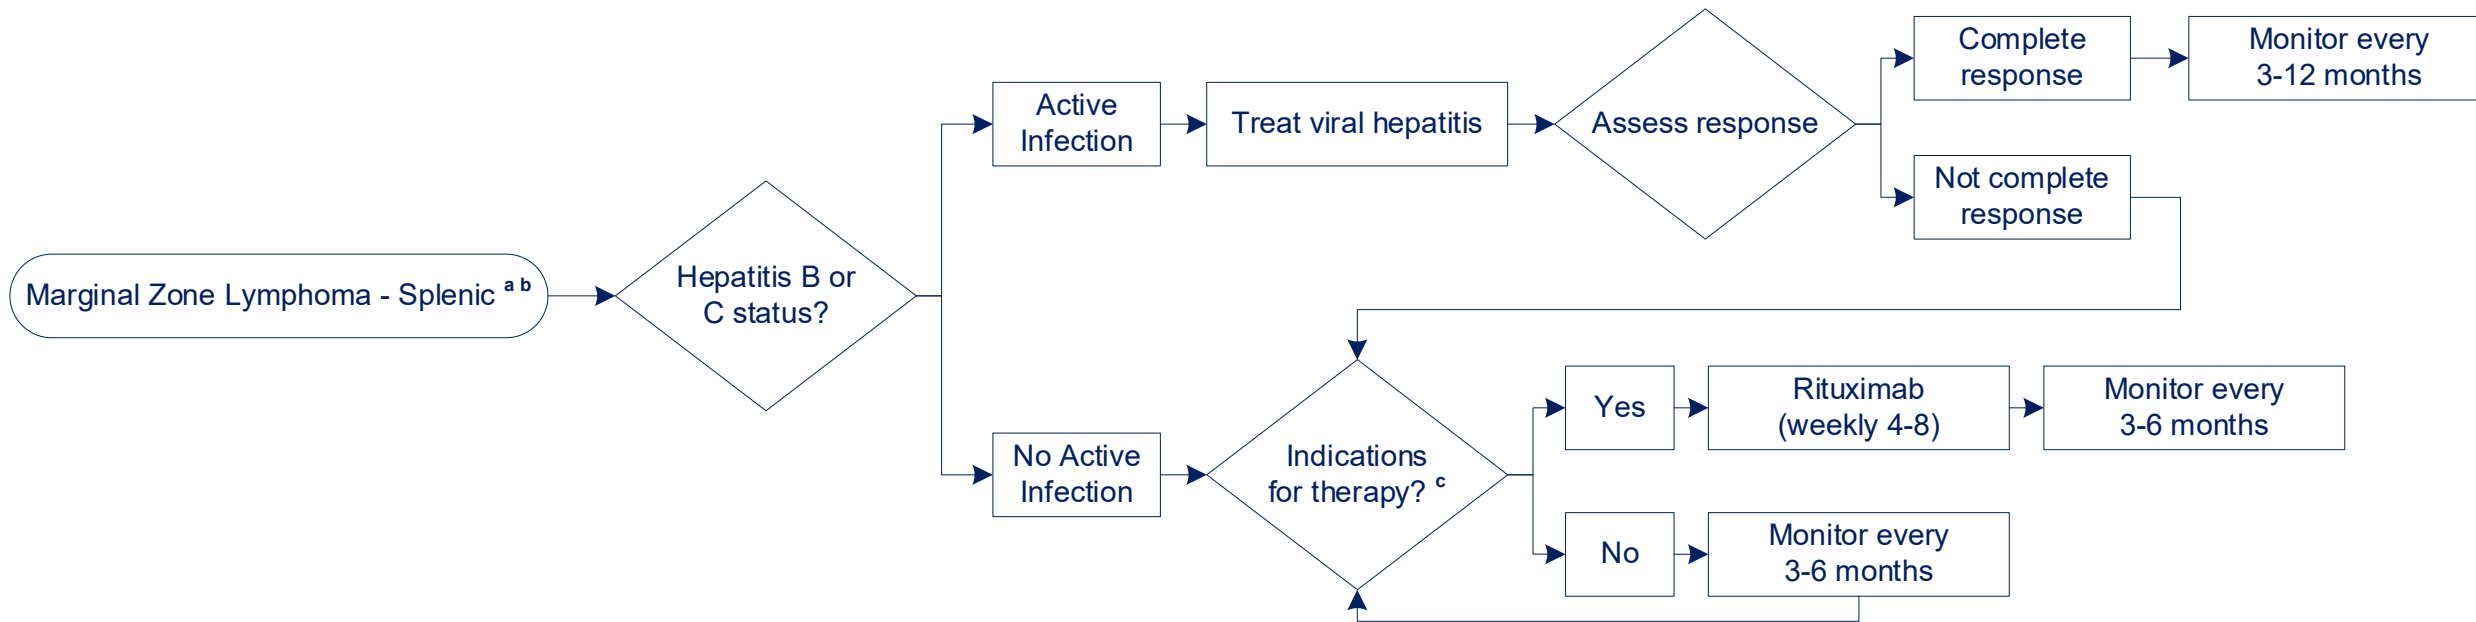 Marginal Zone Lymphoma - Splenic a b
Hepatitis B or
C status?
Active
Infection
Treat viral hepatitis
Assess response
Complete
response
Monitor every
3-12 months
Not complete
response
No Active
Infection
Indications
for therapy? c
Yes
Rituximab
(weekly 4-8)
Monitor every
3-6 months
No
Monitor every
3-6 months